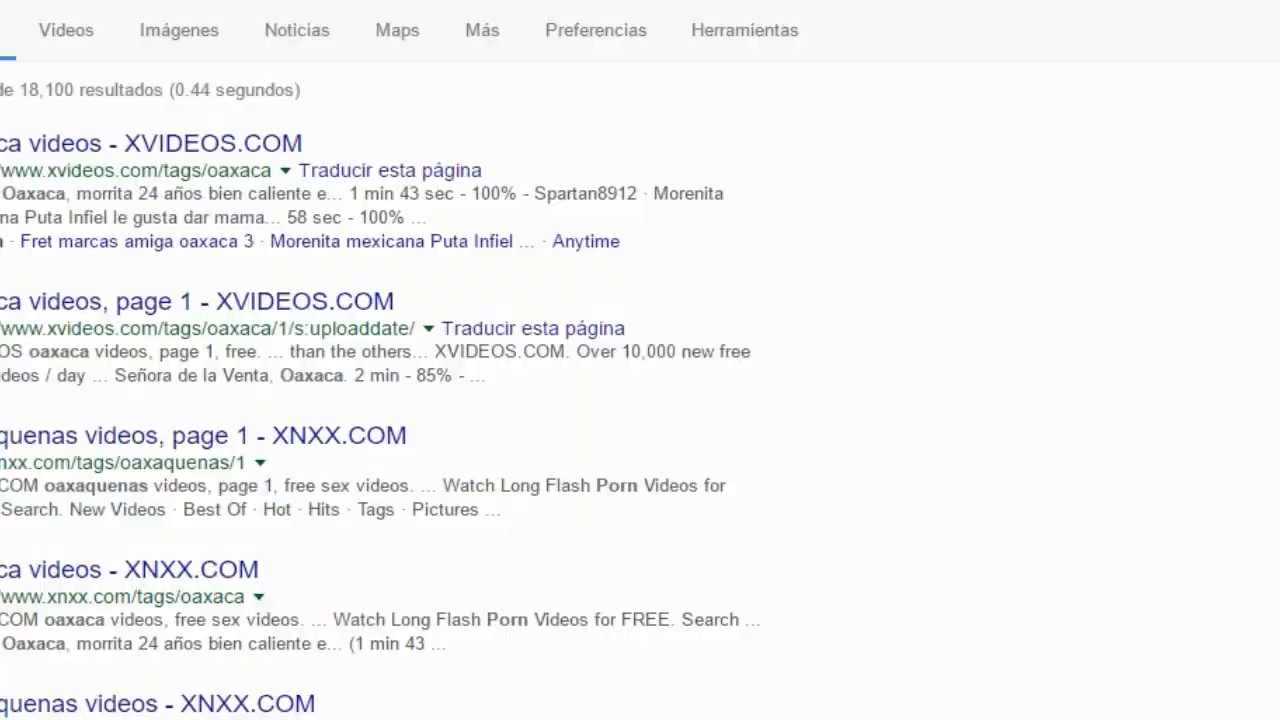 Videos Imágenes Noticias Maps Más Preferencias Herramientas
de 18,100 resultados (0.44 segundos)
ca videos - XVIDEOS.COM
/www.xvideos.com/tags/oaxaca Traducir esta página
Oaxaca, morrita 24 años bien caliente e... 1 min 43 sec - 100% - Spartan8912 · Morenita
na Puta Infiel le gusta dar mama... 58 sec - 100% ...
a · Fret marcas amiga oaxaca 3 · Morenita mexicana Puta Infiel ... · Anytime
ca videos, page 1 - XVIDEOS.COM
/www.xvideos.com/tags/oaxaca/1/s:uploaddate/ Traducir esta página
OS oaxaca videos, page 1, free. ... than the others... XVIDEOS.COM. Over 10,000 new free
deos / day ... Señora de la Venta, Oaxaca. 2 min - 85% - ...
quenas videos, page 1 - XNXX.COM
nxx.com/tags/oaxaquenas/1
COM oaxaquenas videos, page 1, free sex videos. ... Watch Long Flash Porn Videos for
Search. New Videos · Best Of · Hot · Hits · Tags · Pictures ...
ca videos - XNXX.COM
/www.xnxx.com/tags/oaxaca
COM oaxaca videos, free sex videos. ... Watch Long Flash Porn Videos for FREE. Search ...
Oaxaca, morrita 24 años bien caliente e... (1 min 43 ...
quenas videos - XNXX.COM